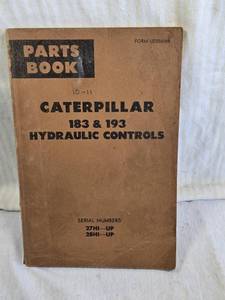 PARTS
BOOK
CATERPILLAR
183 & 193
HYDRAULIC CONTROLS
SERIAL NUMBERS
27H1—UP
28H1—UP